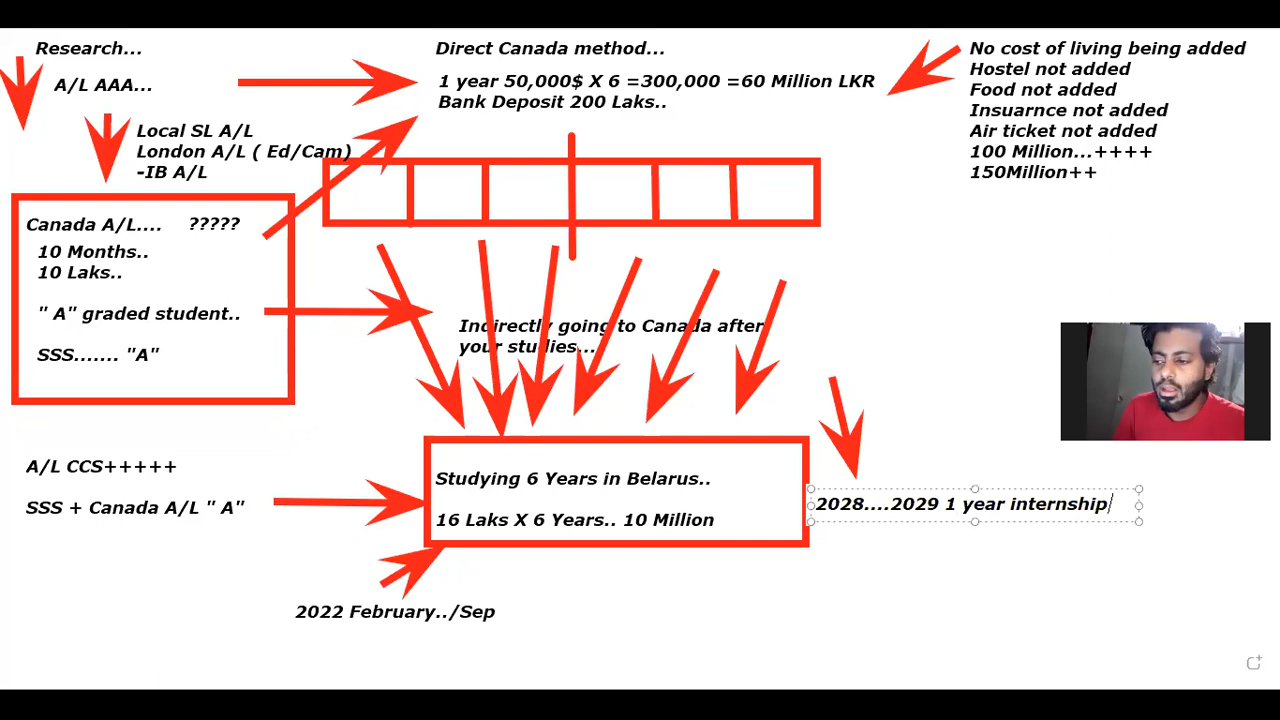 Research...
A/L AAA...
Local SL A/L
London A/L ( Ed/Cam)
-IB A/L
Canada A/L.... ?????
10 Months..
10 Laks..
" A" graded student..
SSS....... "A"
A/L CCS+++++
SSS + Canada A/L " A"
Direct Canada method...
1 year 50,000$ X 6 =300,000 =60 Million LKR
Bank Deposit 200 Laks..
No cost of living being added
Hostel not added
Food not added
Insuarnce not added
Air ticket not added
100 Million...++++
150Million++
Indirectly going to Canada after
your studies...
Studying 6 Years in Belarus..
16 Laks X 6 Years.. 10 Million
2028....2029 1 year internship
2022 February../Sep